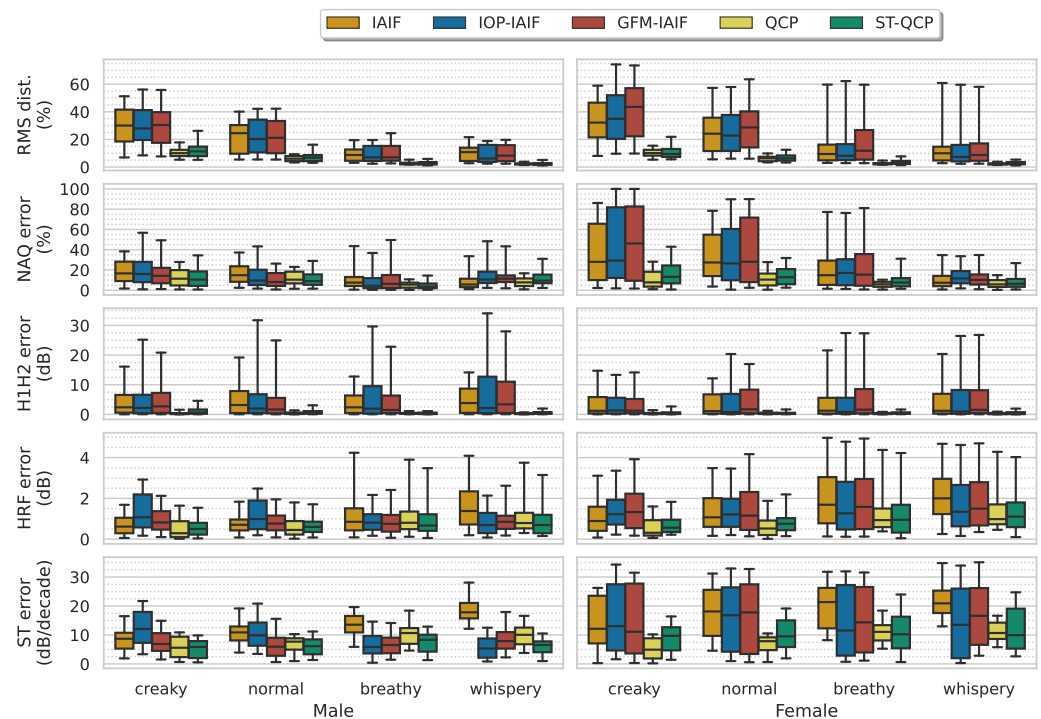 IAIF IOP-IAIF GFM-IAIF QCP ST-QCP
RMS dist.
(%)
60
40
20
0
NAQ error
(%)
100
80
60
40
20
0
H1H2 error
(dB)
30
20
10
0
HRF error
(dB)
4
2
0
ST error
(dB/decade)
30
20
10
0
creaky normal breathy whispery creaky normal breathy whispery
Male Female